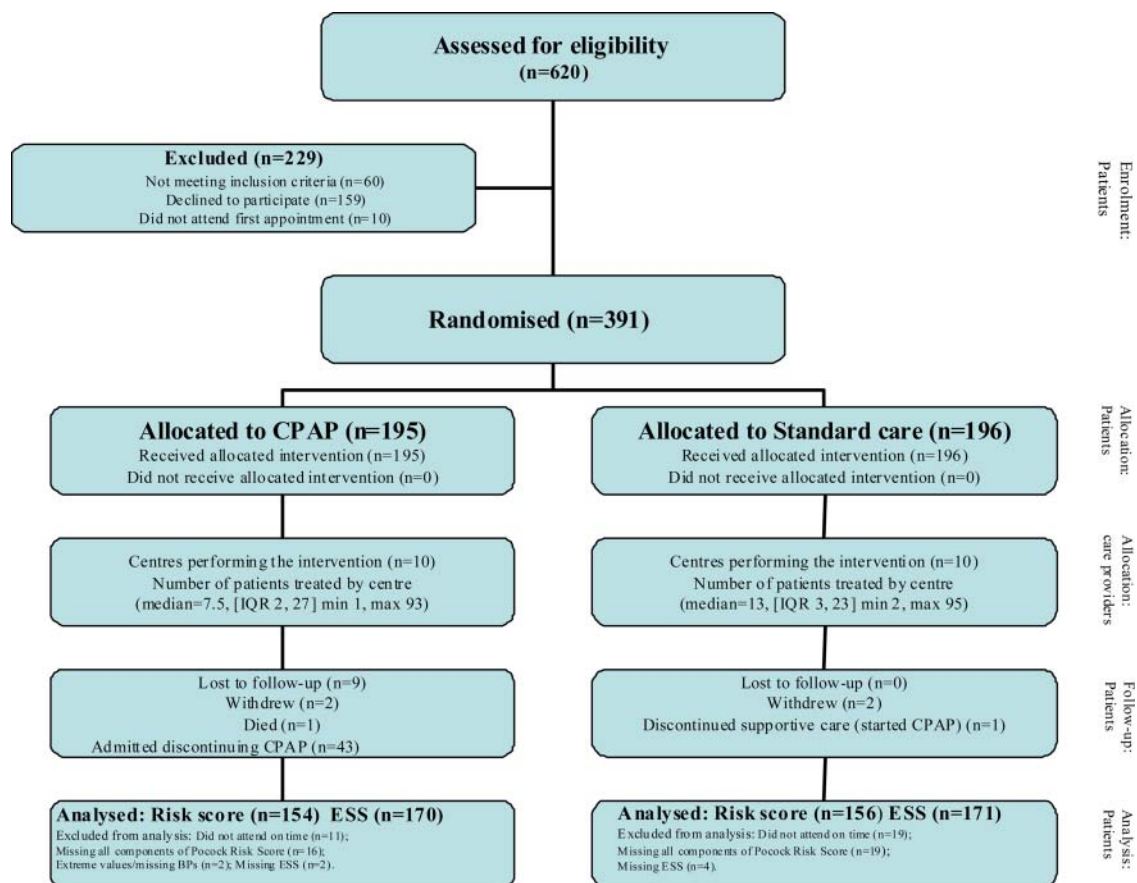 Assessed for eligibility
(n=620)
Excluded (n=229)
Not meeting inclusion criteria (n=60)
Declined to participate (n=159)
Did not attend first appointment (n=10)
Enrolment:
Patients
Randomised (n=391)
Allocated to CPAP (n=195)
Received allocated intervention (n=195)
Did not receive allocated intervention (n=0)
Allocated to Standard care (n=196)
Received allocated intervention (n=196)
Did not receive allocated intervention (n=0)
Allocation:
Patients
Centres performing the intervention (n=10)
Number of patients treated by centre
(median=7.5, [IQR 2, 27] min 1, max 93)
Centres performing the intervention (n=10)
Number of patients treated by centre
(median=13, [IQR 3, 23] min 2, max 95)
Allocation:
care providers
Lost to follow-up (n=9)
Withdrew (n=2)
Died (n=1)
Admitted discontinuing CPAP (n=43)
Lost to follow-up (n=0)
Withdrew (n=2)
Discontinued supportive care (started CPAP) (n=1)
Follow-up:
Patients
Analysed: Risk score (n=154) ESS (n=170)
Excluded from analysis: Did not attend on time (n=11);
Missing all components of Pocock Risk Score (n=16);
Extreme values/missing BPs (n=2); Missing ESS (n=2).
Analysed: Risk score (n=156) ESS (n=171)
Excluded from analysis: Did not attend on time (n=19);
Missing all components of Pocock Risk Score (n=19);
Missing ESS (n=4).
Analysis:
Patients